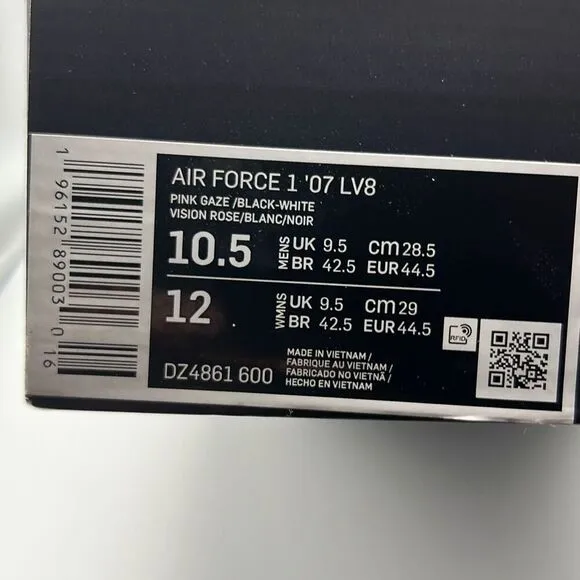 AIR FORCE 1 '07 LV8
PINK GAZE /BLACK-WHITE
VISION ROSE/BLANC/NOIR
10.5 MENS UK 9.5 CM 28.5
BR 42.5 EUR 44.5
12 WMNS UK 9.5 CM 29
BR 42.5 EUR 44.5
RFID
MADE IN VIETNAM /
FABRIQUE AU VIETNAM /
FABRICADO NO VIETNÃ /
HECHO EN VIETNAM
DZ4861 600
1 96152 89003 0 16